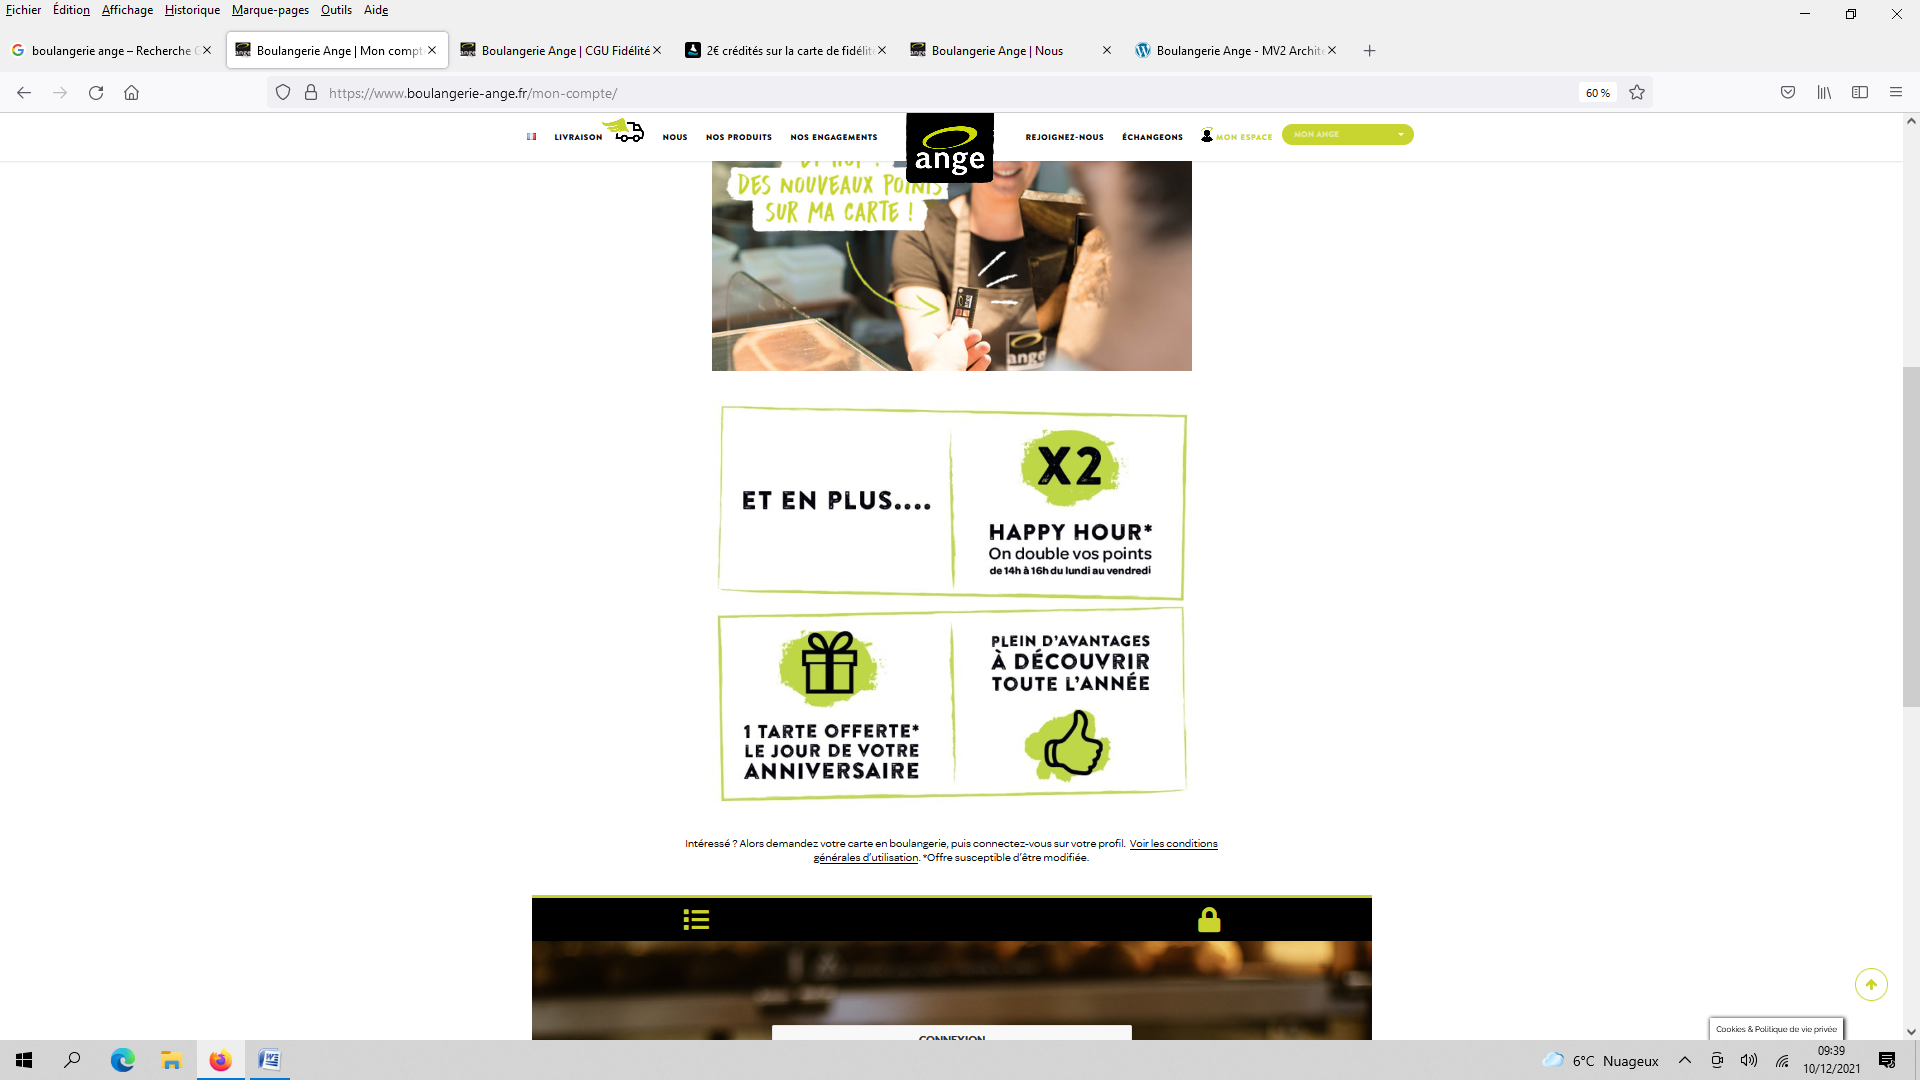 Fichier Édition Affichage Historique Marque-pages Outils Aide
boulangerie ange – Recherche
Boulangerie Ange | Mon compt
Boulangerie Ange | CGU Fidélité
2€ crédités sur la carte de fidélit
Boulangerie Ange | Nous
Boulangerie Ange - MV2 Archit
https://www.boulangerie-ange.fr/mon-compte/
60 %
LIVRAISON NOUS NOS PRODUITS NOS ENGAGEMENTS
ange
REJOIGNEZ-NOUS ÉCHANGEONS MON ESPACE MON ANGE
ET HOP !
DES NOUVEAUX POINTS
SUR MA CARTE !
ange
ET EN PLUS....
X2
HAPPY HOUR*
On double vos points
de 14h à 16h du lundi au vendredi
1 TARTE OFFERTE*
LE JOUR DE VOTRE
ANNIVERSAIRE
PLEIN D'AVANTAGES
À DÉCOUVRIR
TOUTE L'ANNÉE
Intéressé ? Alors demandez votre carte en boulangerie, puis connectez-vous sur votre profil. Voir les conditions
générales d'utilisation. *Offre susceptible d'être modifiée.
CONNEXION
Cookies & Politique de vie privée
6°C Nuageux
09:39
10/12/2021